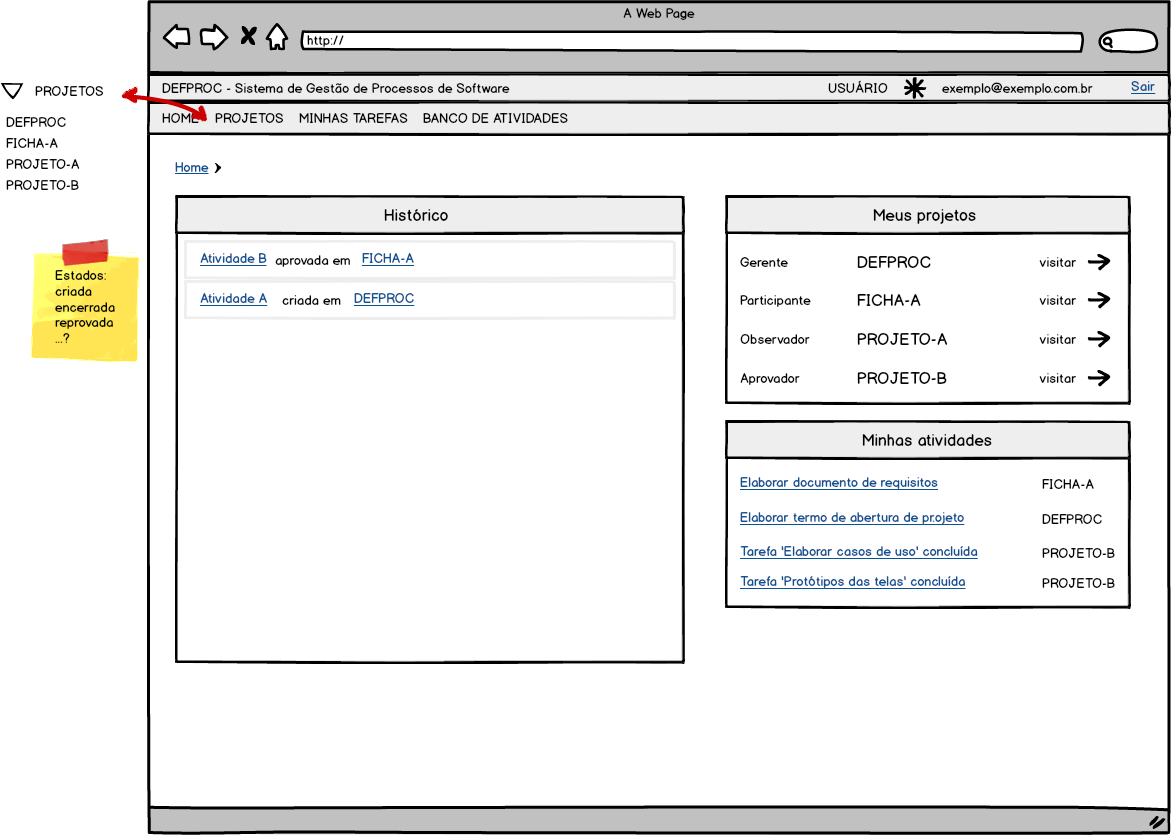 A Web Page
http://
DEFPROC - Sistema de Gestão de Processos de Software
USUÁRIO
exemplo@exemplo.com.br
Sair
HOME PROJETOS MINHAS TAREFAS BANCO DE ATIVIDADES
PROJETOS
DEFPROC
FICHA-A
PROJETO-A
PROJETO-B
Estados:
criada
encerrada
reprovada
...?
Home
Histórico
Atividade B aprovada em FICHA-A
Atividade A criada em DEFPROC
Meus projetos
Gerente DEFPROC visitar
Participante FICHA-A visitar
Observador PROJETO-A visitar
Aprovador PROJETO-B visitar
Minhas atividades
Elaborar documento de requisitos FICHA-A
Elaborar termo de abertura de pr.ojeto DEFPROC
Tarefa 'Elaborar casos de uso' concluída PROJETO-B
Tarefa 'Protótipos das telas' concluída PROJETO-B